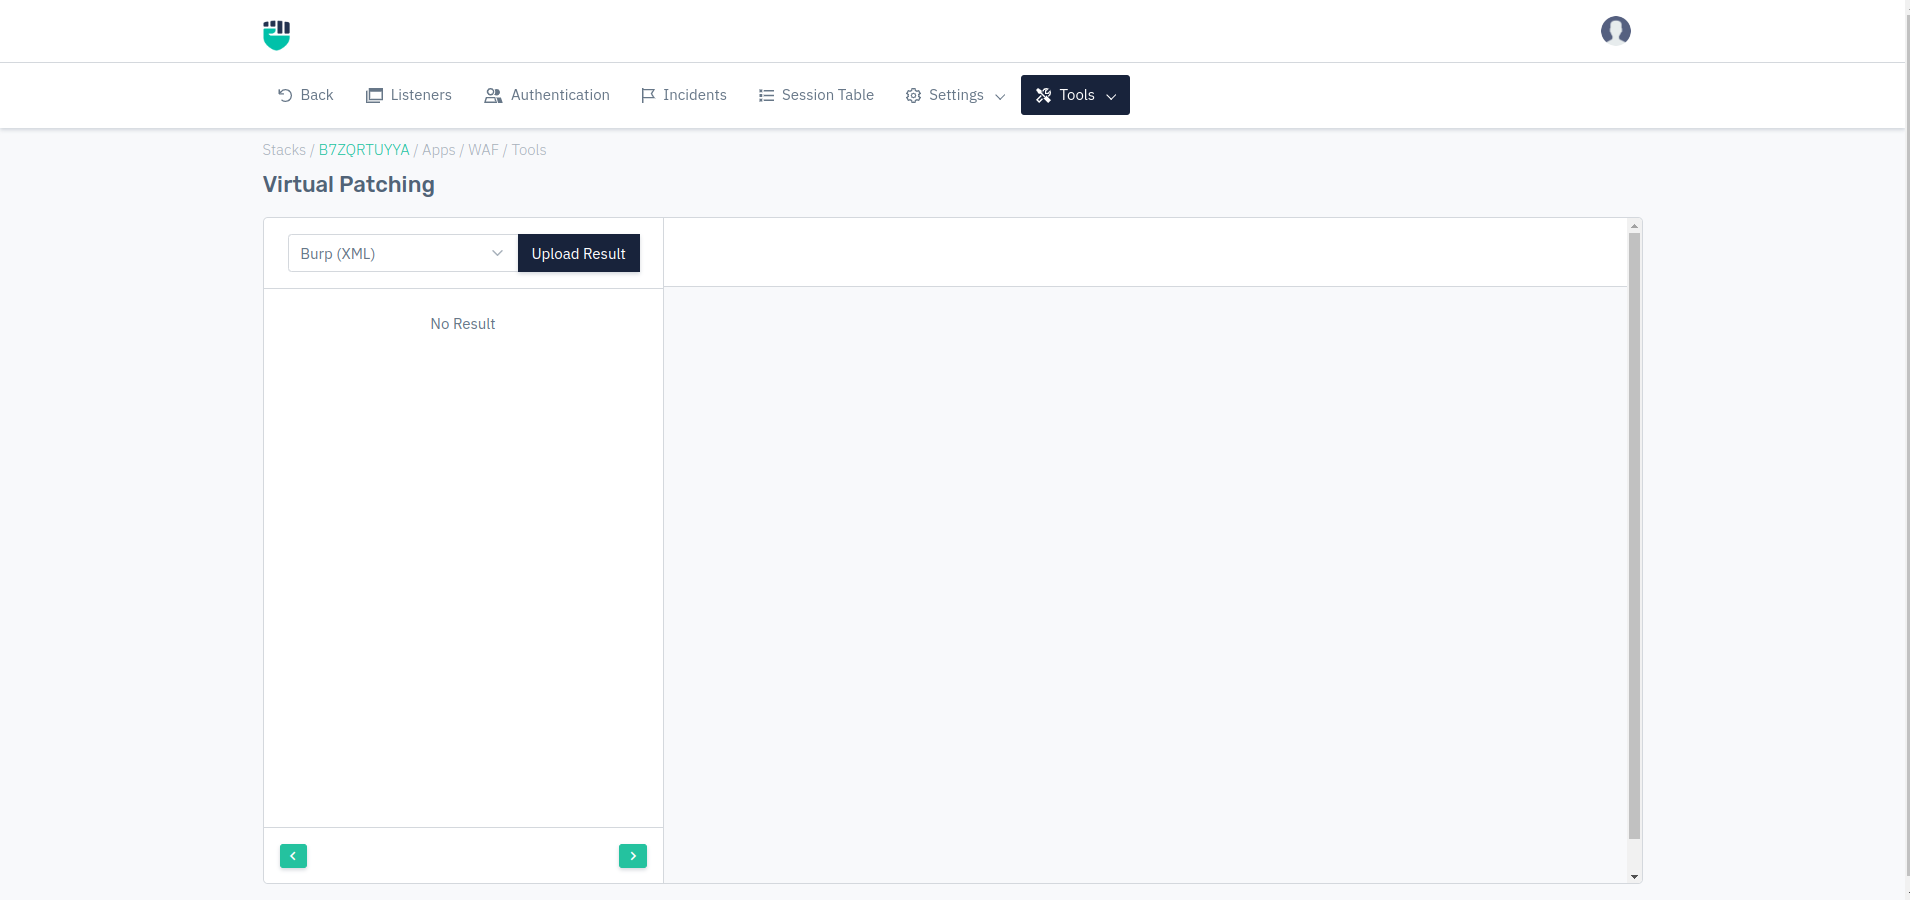 Back Listeners Authentication Incidents Session Table Settings Tools
Stacks / B7ZQRTUYYA / Apps / WAF / Tools
Virtual Patching
Burp (XML) Upload Result
No Result